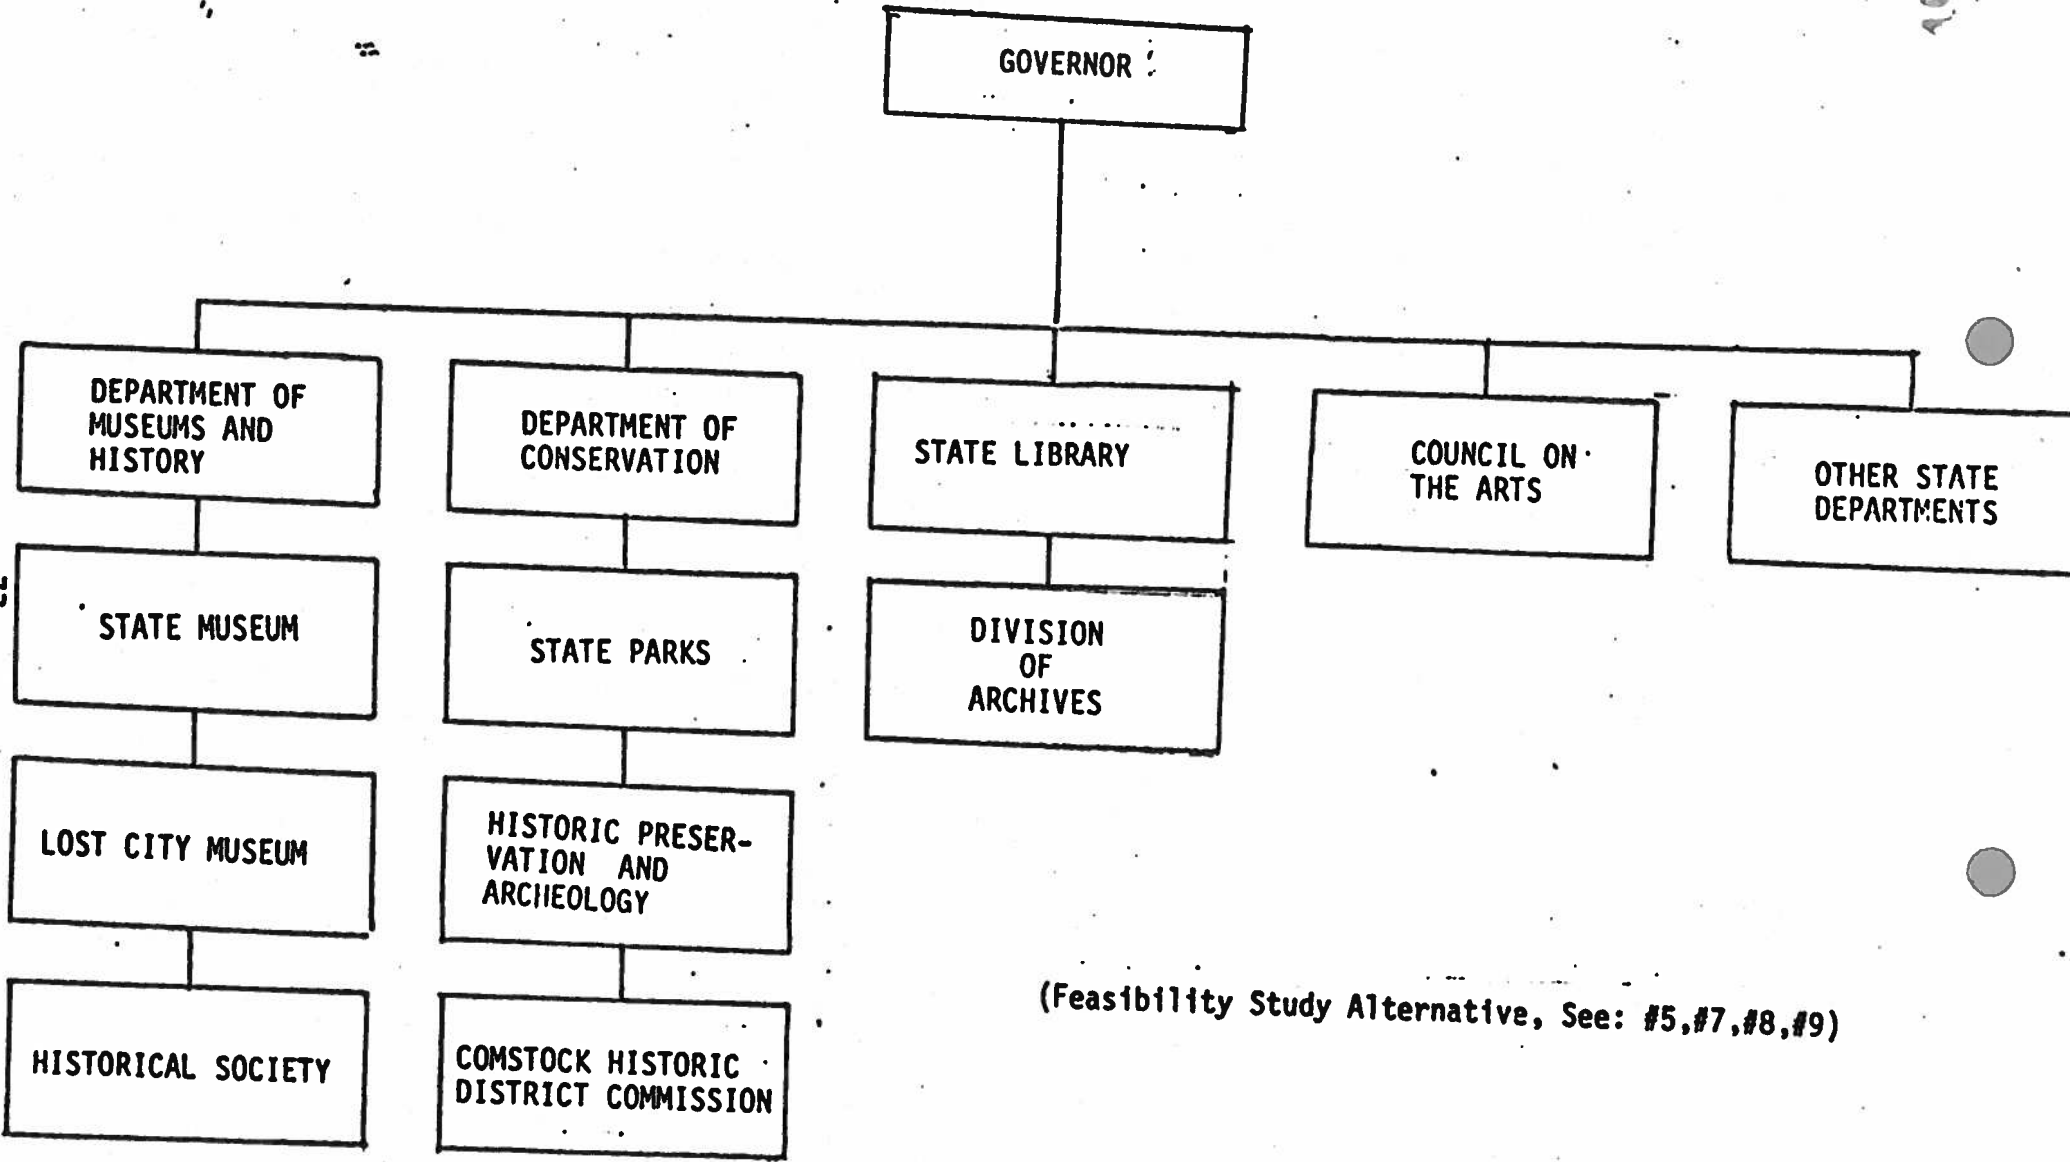 GOVERNOR
DEPARTMENT OF
MUSEUMS AND
HISTORY
DEPARTMENT OF
CONSERVATION
STATE LIBRARY
COUNCIL ON
THE ARTS
OTHER STATE
DEPARTMENTS
STATE MUSEUM
STATE PARKS
DIVISION
OF
ARCHIVES
LOST CITY MUSEUM
HISTORIC PRESER-
VATION AND
ARCHEOLOGY
HISTORICAL SOCIETY
COMSTOCK HISTORIC
DISTRICT COMMISSION
(Feasibility Study Alternative, See: #5,#7,#8,#9)